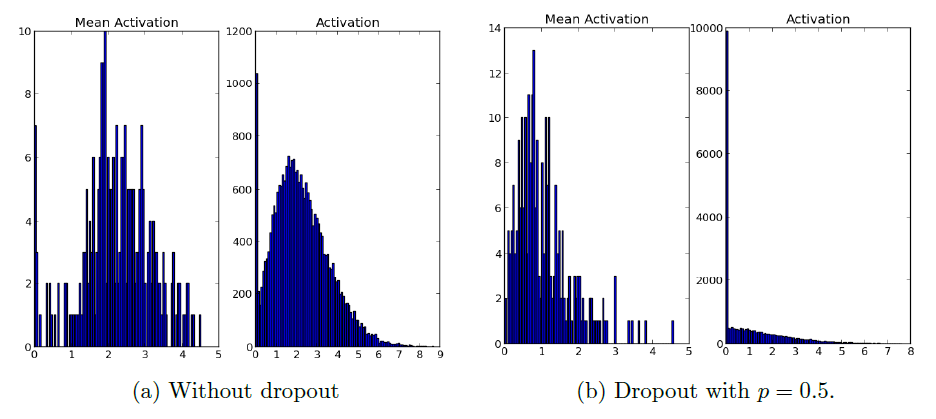 Mean Activation
10
8
6
4
2
0
0 1 2 3 4 5
Activation
1200
1000
800
600
400
200
0
0 1 2 3 4 5 6 7 8 9
(a) Without dropout
Mean Activation
14
12
10
8
6
4
2
0
0 1 2 3 4 5
Activation
10000
8000
6000
4000
2000
0
0 1 2 3 4 5 6 7 8
(b) Dropout with p = 0.5.